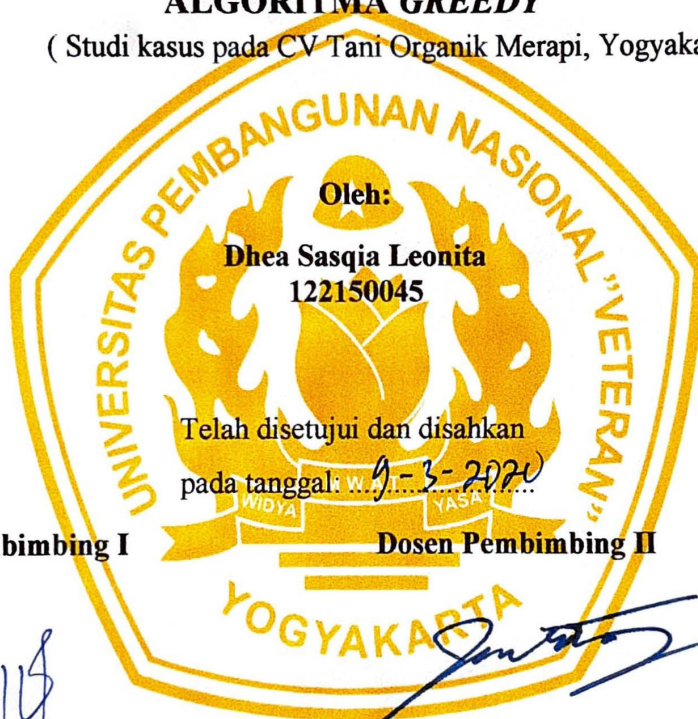 ALGORITMA GREEDY
( Studi kasus pada CV Tani Organik Merapi, Yogyaka
UNIVERSITAS PEMBANGUNAN NASIONAL "VETERAN"
Oleh:
Dhea Sasqia Leonita
122150045
Telah disetujui dan disahkan
pada tanggal: ...9-3-2020...
WIDYA
YASA
bimbing I Dosen Pembimbing II
YOGYAKARTA